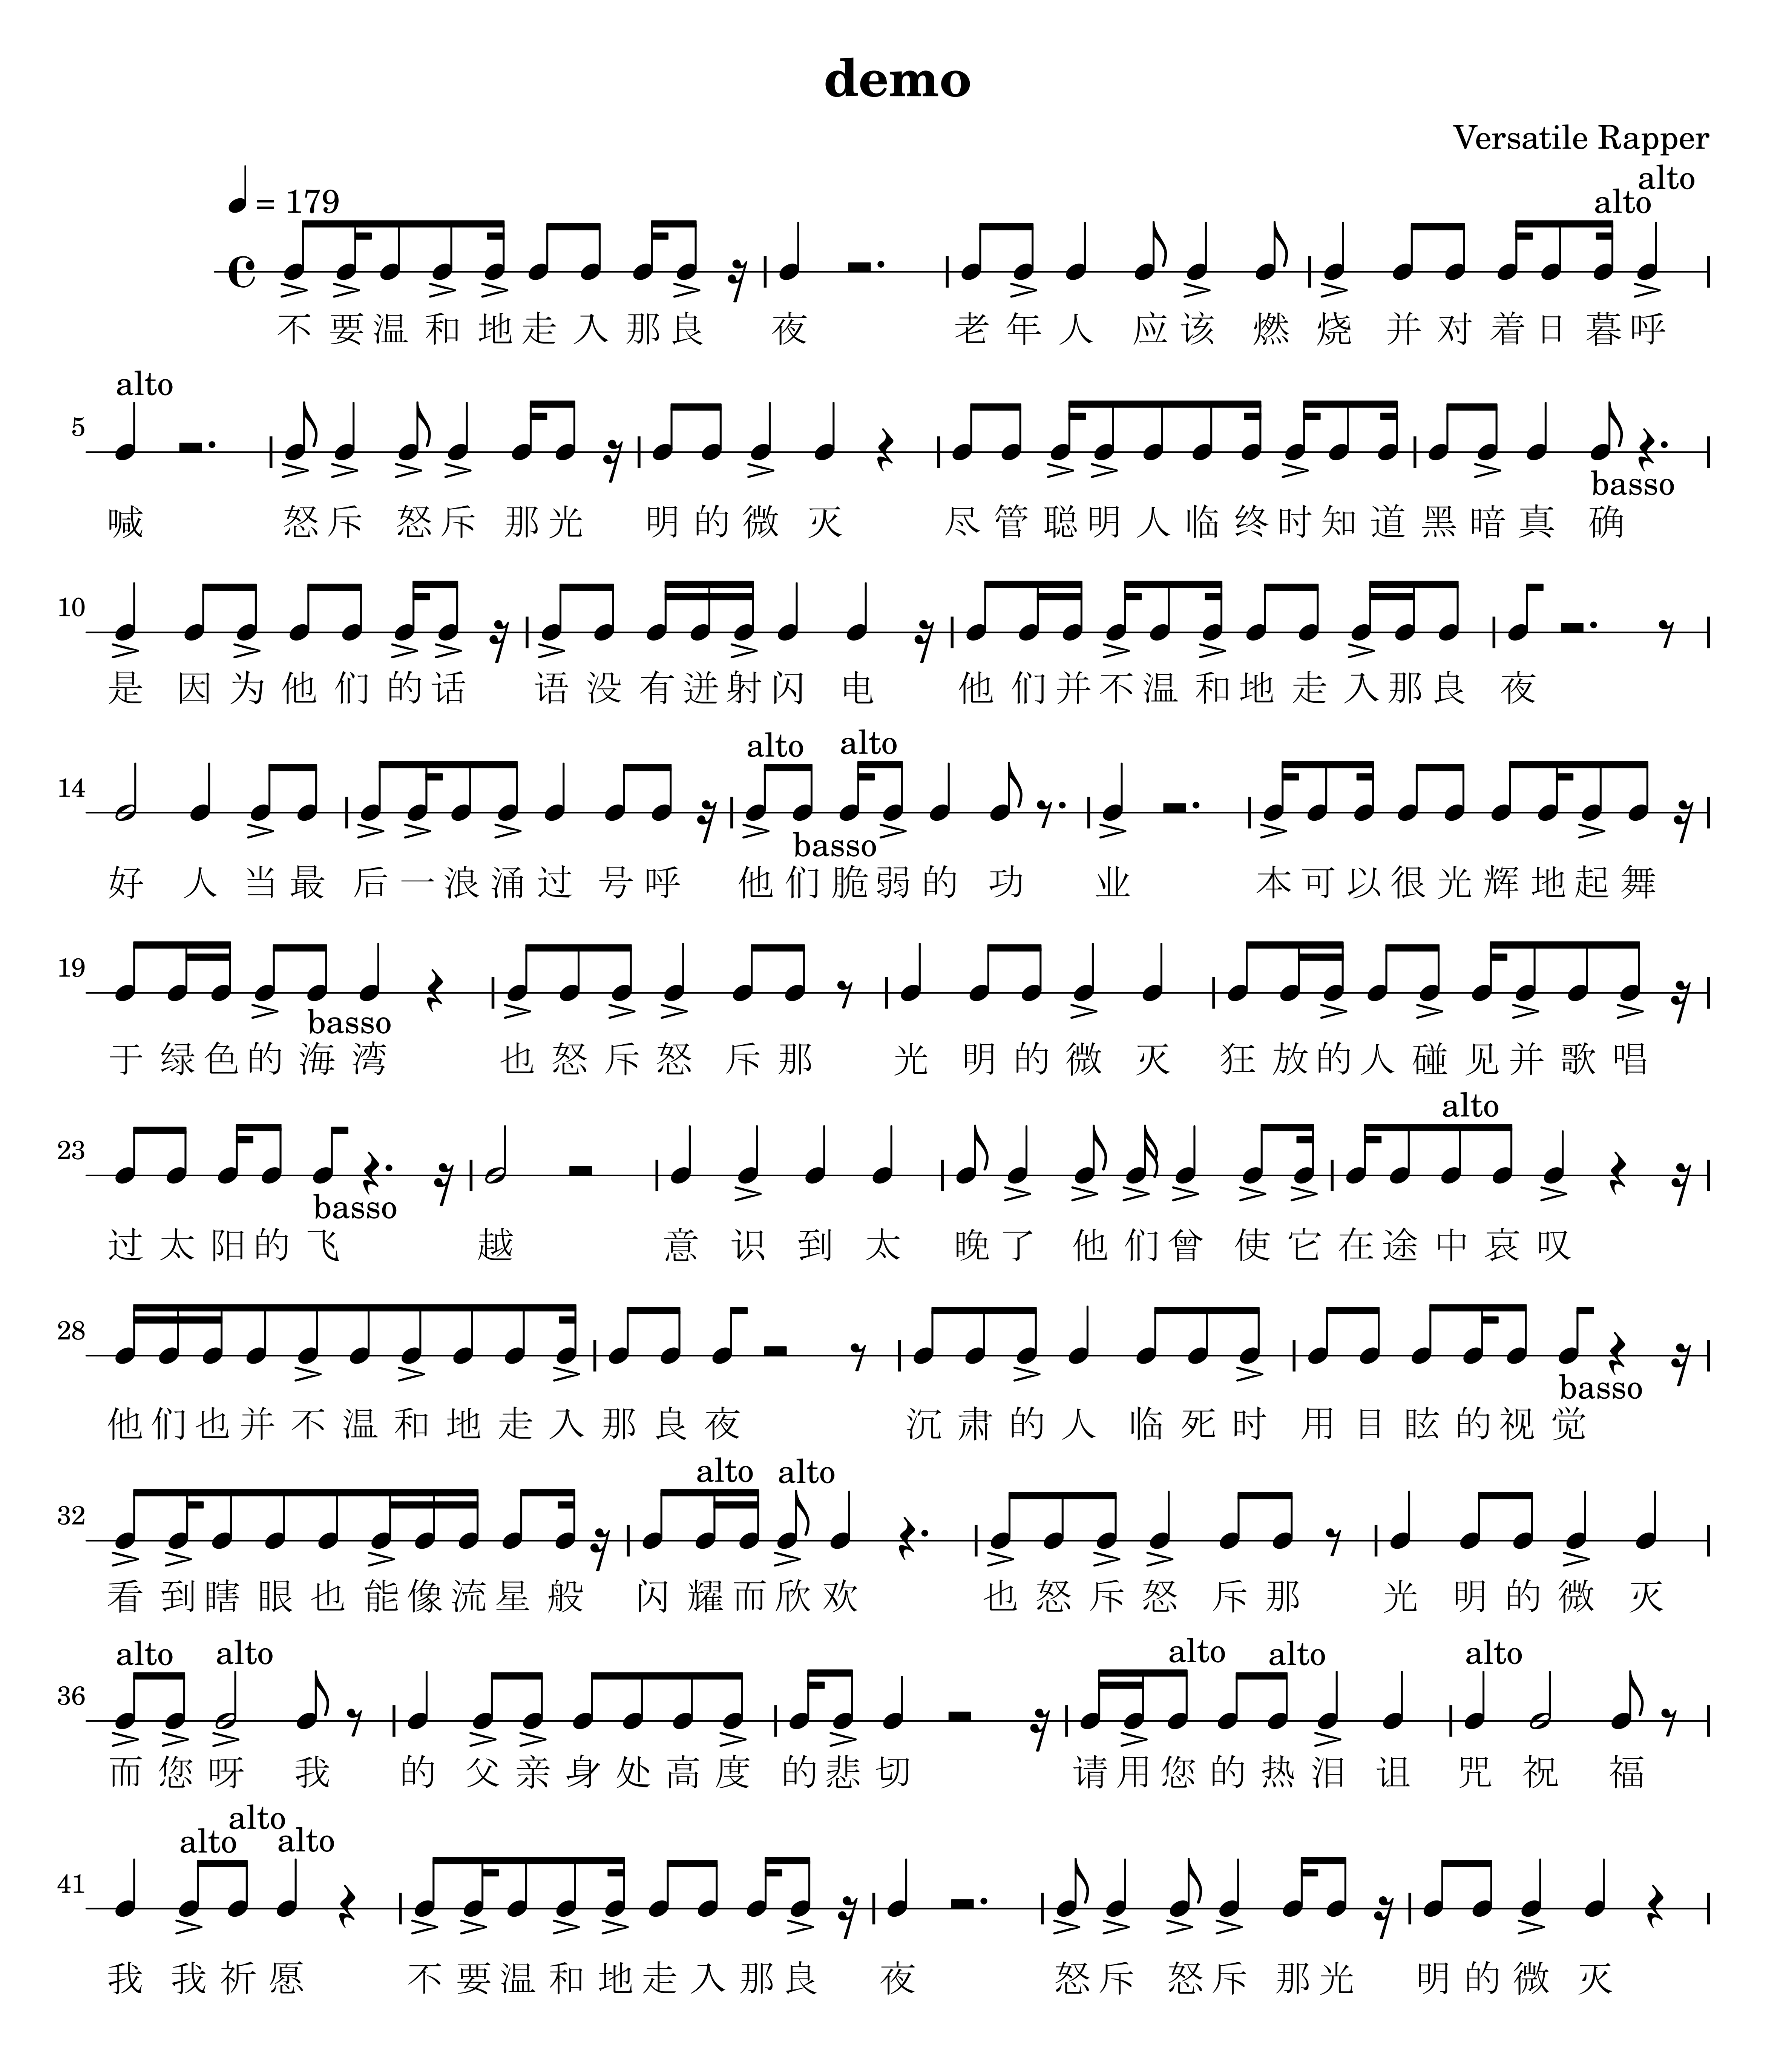 demo
Versatile Rapper
alto
= 179
alto
不 要 温 和 地 走 入 那 良 夜 老 年 人 应 该 燃 烧 并 对 着 日 暮 呼
alto
5
basso
喊 怒 斥 怒 斥 那 光 明 的 微 灭 尽 管 聪 明 人 临 终 时 知 道 黑 暗 真 确
10
是 因 为 他 们 的 话 语 没 有 迸 射 闪 电 他 们 并 不 温 和 地 走 入 那 良 夜
alto alto
14
basso
好 人 当 最 后 一 浪 涌 过 号 呼 他 们 脆 弱 的 功 业 本 可 以 很 光 辉 地 起 舞
19
basso
于 绿 色 的 海 湾 也 怒 斥 怒 斥 那 光 明 的 微 灭 狂 放 的 人 碰 见 并 歌 唱
alto
23
basso
过 太 阳 的 飞 越 意 识 到 太 晚 了 他 们 曾 使 它 在 途 中 哀 叹
28
basso
他 们 也 并 不 温 和 地 走 入 那 良 夜 沉 肃 的 人 临 死 时 用 目 眩 的 视 觉
alto alto
32
看 到 瞎 眼 也 能 像 流 星 般 闪 耀 而 欣 欢 也 怒 斥 怒 斥 那 光 明 的 微 灭
alto alto alto alto alto
36
而 您 呀 我 的 父 亲 身 处 高 度 的 悲 切 请 用 您 的 热 泪 诅 咒 祝 福
alto alto alto
41
我 我 祈 愿 不 要 温 和 地 走 入 那 良 夜 怒 斥 怒 斥 那 光 明 的 微 灭